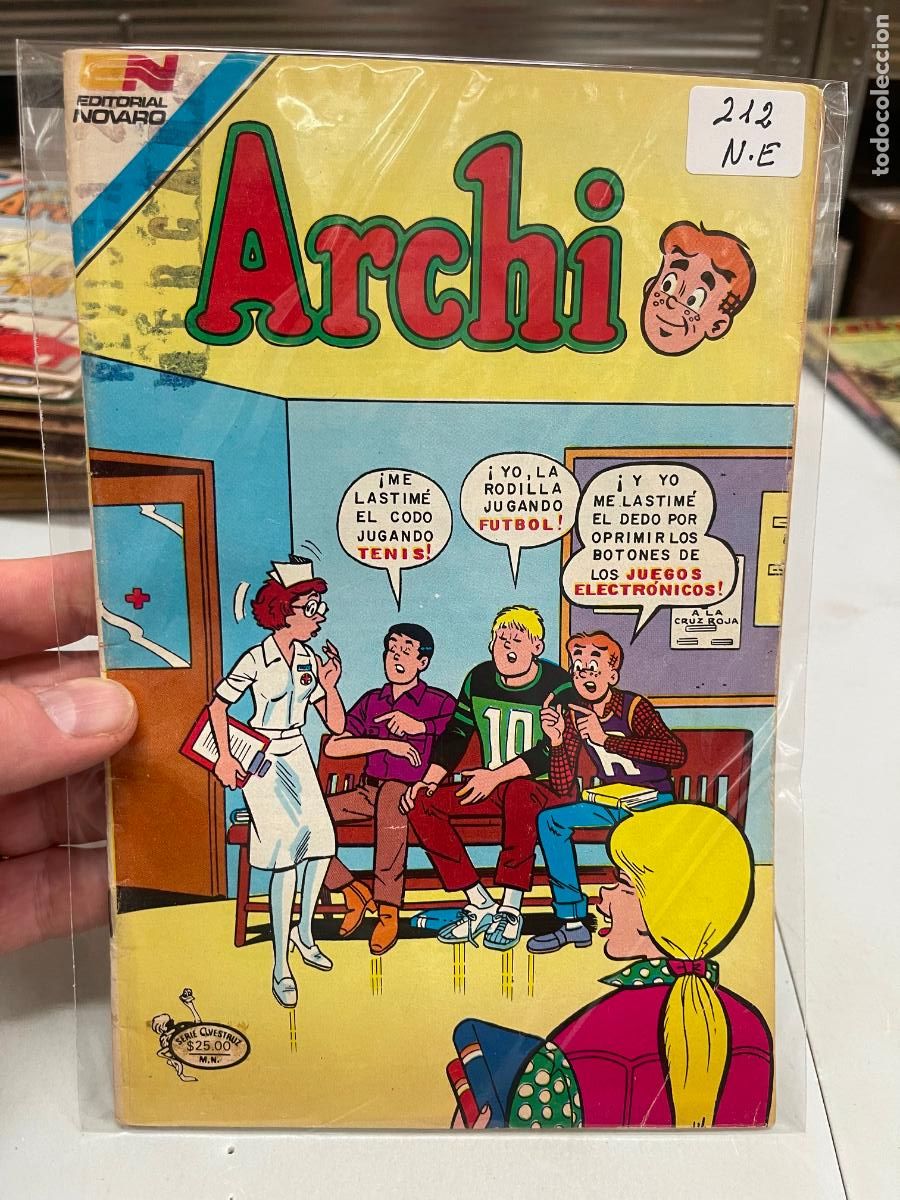 EDITORIAL
NOVARO
212
N.E
Archi
¡ME
LASTIMÉ
EL CODO
JUGANDO
TENIS!
¡YO, LA
RODILLA
JUGANDO
FUTBOL!
¡Y YO
ME LASTIMÉ
EL DEDO POR
OPRIMIR LOS
BOTONES DE
LOS JUEGOS
ELECTRÓNICOS!
A LA
CRUZ ROJA
10
SERIE AVESTRUZ
$25.00
M.N.
todocoleccion